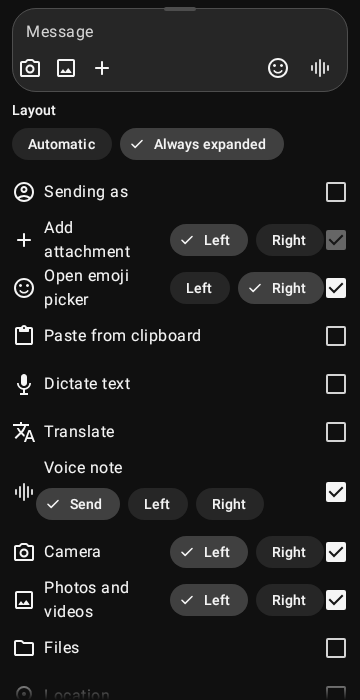 Message
Layout
Automatic
Always expanded
Sending as
Add
attachment
Left
Right
Open emoji
picker
Left
Right
Paste from clipboard
Dictate text
Translate
Voice note
Send
Left
Right
Camera
Left
Right
Photos and
videos
Left
Right
Files
Location